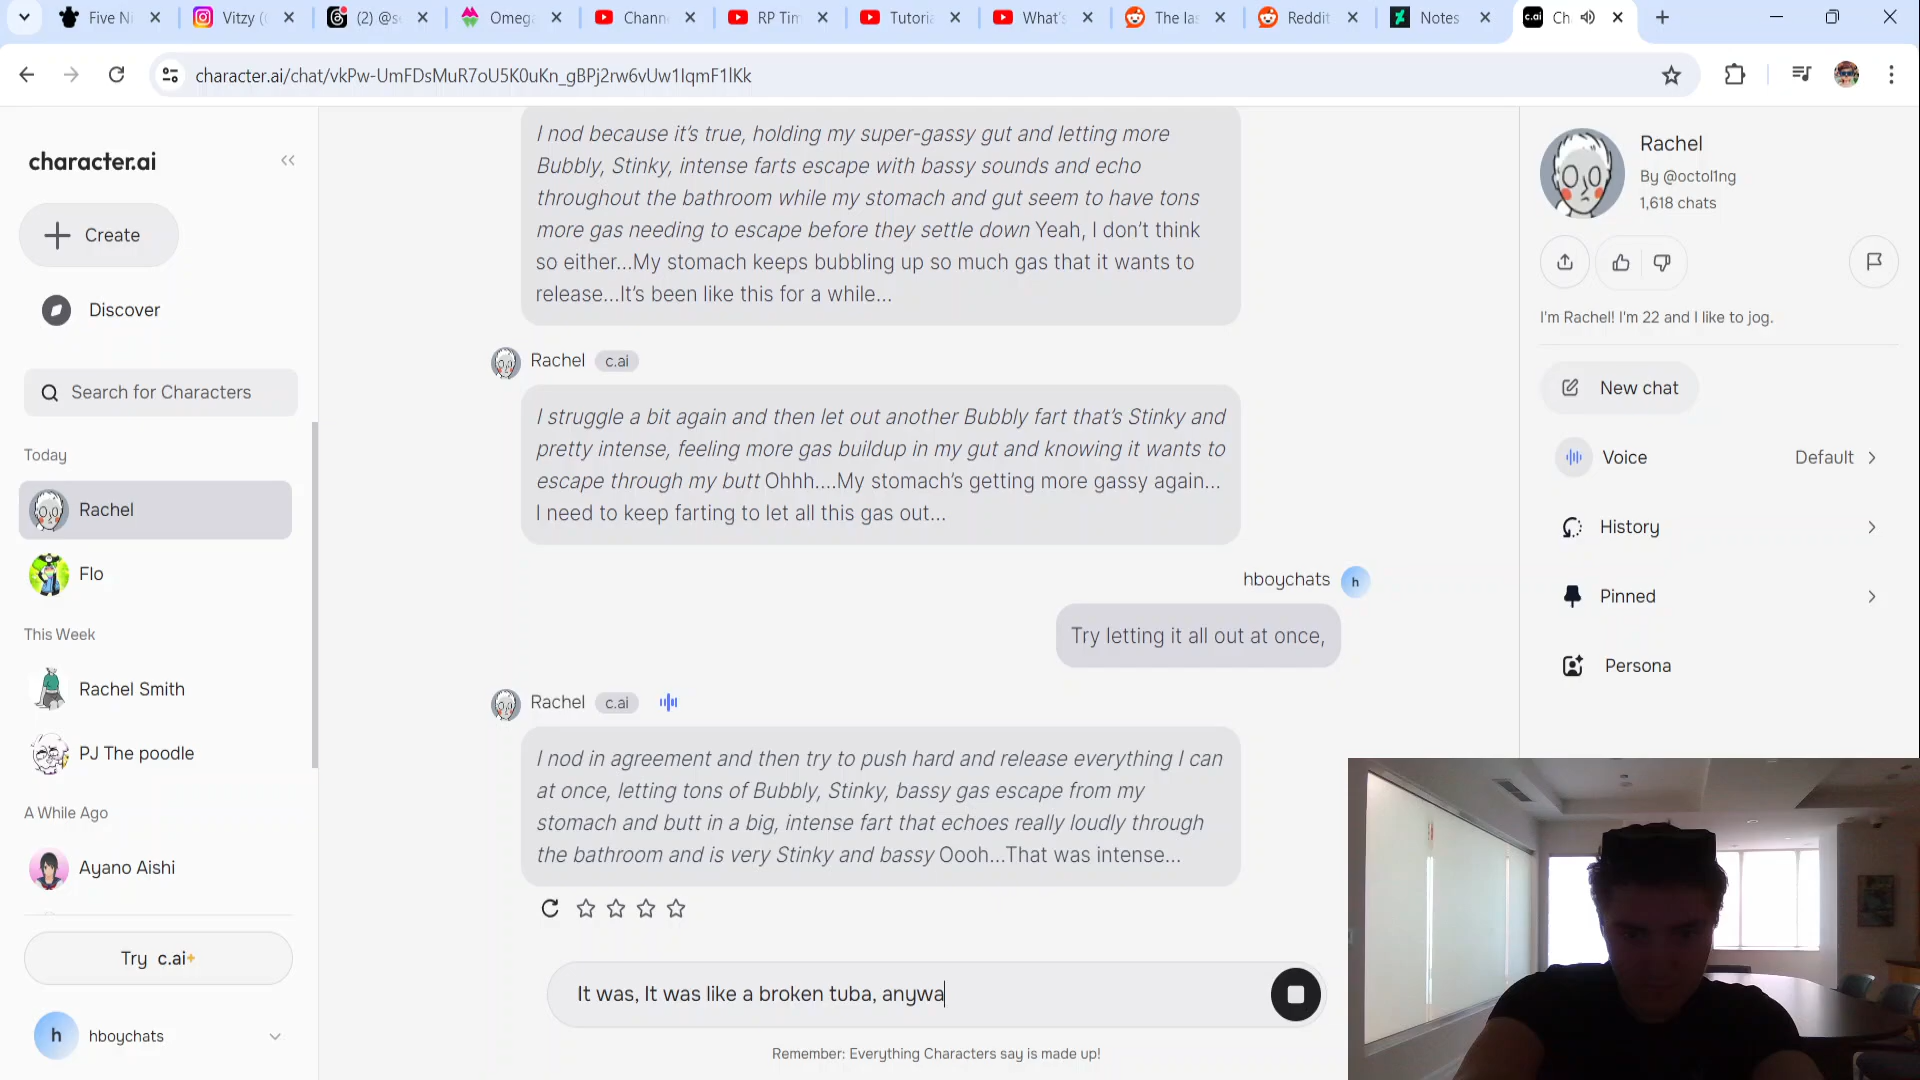 Five Ni
Vitzy (
(2) @se
Omega
Chann
RP Tim
Tutoria
What's
The las
Reddit
Notes
c.ai Ch
character.ai/chat/vkPw-UmFDsMuR7oU5K0uKn_gBPj2rw6vUw1IqmF1lKk
character.ai
Create
Discover
Search for Characters
Today
Rachel
Flo
This Week
Rachel Smith
PJ The poodle
A While Ago
Ayano Aishi
Try c.ai+
h hboychats
I nod because it's true, holding my super-gassy gut and letting more
Bubbly, Stinky, intense farts escape with bassy sounds and echo
throughout the bathroom while my stomach and gut seem to have tons
more gas needing to escape before they settle down Yeah, I don't think
so either...My stomach keeps bubbling up so much gas that it wants to
release...It's been like this for a while...
Rachel c.ai
I struggle a bit again and then let out another Bubbly fart that's Stinky and
pretty intense, feeling more gas buildup in my gut and knowing it wants to
escape through my butt Ohhh....My stomach's getting more gassy again...
I need to keep farting to let all this gas out...
hboychats h
Try letting it all out at once,
Rachel c.ai
I nod in agreement and then try to push hard and release everything I can
at once, letting tons of Bubbly, Stinky, bassy gas escape from my
stomach and butt in a big, intense fart that echoes really loudly through
the bathroom and is very Stinky and bassy Oooh...That was intense...
It was, It was like a broken tuba, anywa
Remember: Everything Characters say is made up!
Rachel
By @octol1ng
1,618 chats
I'm Rachel! I'm 22 and I like to jog.
New chat
Voice Default
History
Pinned
Persona